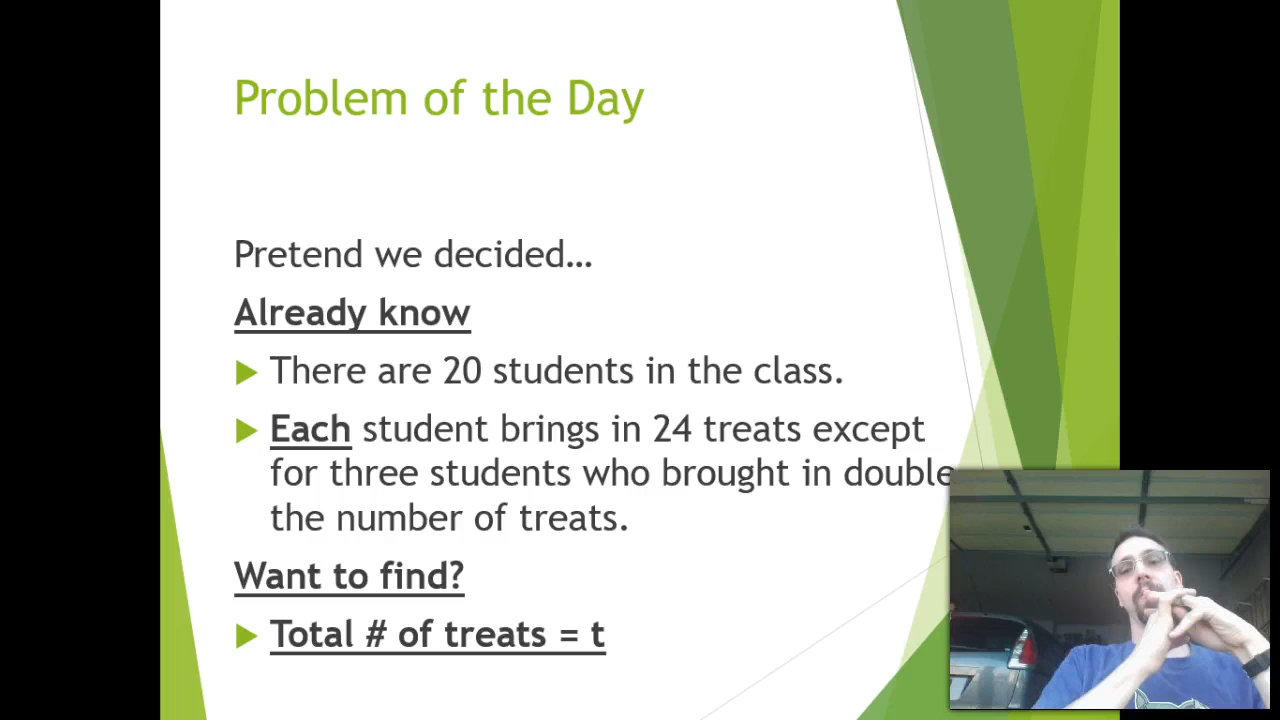 Problem of the Day
Pretend we decided…
Already know
There are 20 students in the class.
Each student brings in 24 treats except
for three students who brought in double
the number of treats.
Want to find?
Total # of treats = t